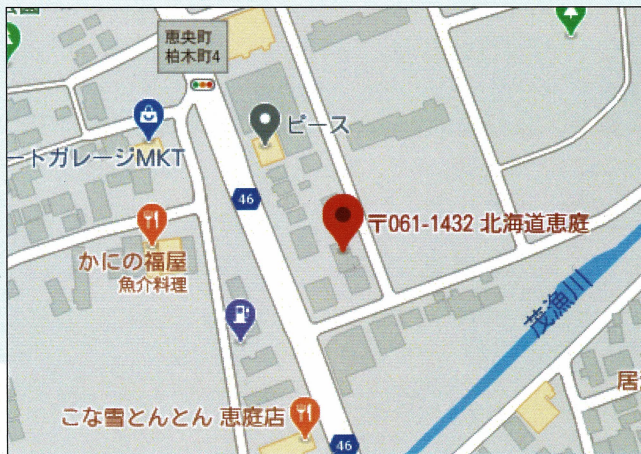 恵央町
柏木町4
ピース
ートガレージMKT
46
〒061-1432 北海道恵庭
かにの福屋
魚介料理
茂漁川
こな雪とんとん 恵庭店
46